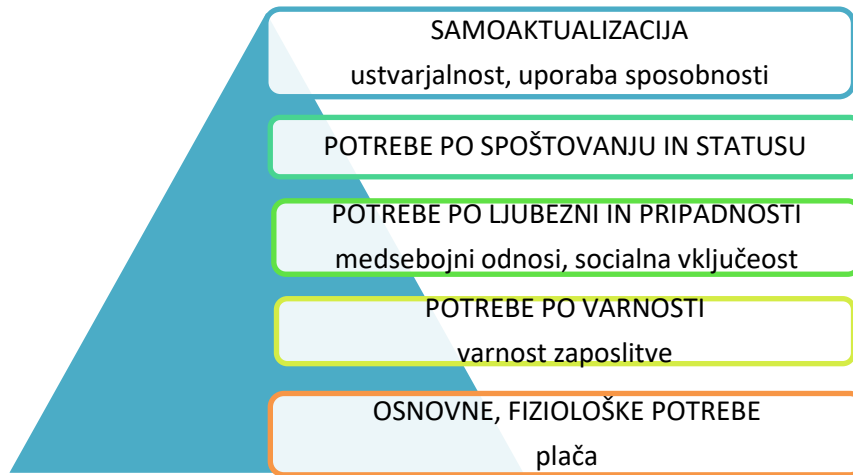 SAMOAKTUALIZACIJA
ustvarjalnost, uporaba sposobnosti
POTREBE PO SPOŠTOVANJU IN STATUSU
POTREBE PO LJUBEZNI IN PRIPADNOSTI
medsebojni odnosi, socialna vključeost
POTREBE PO VARNOSTI
varnost zaposlitve
OSNOVNE, FIZIOLOŠKE POTREBE
plača